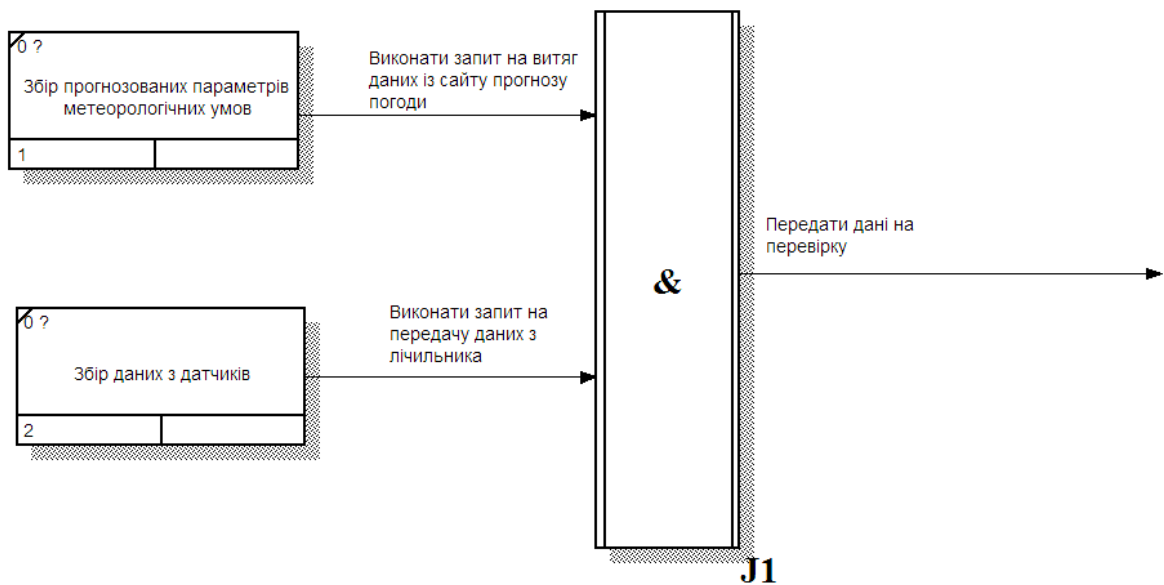 0 ?
Збір прогнозованих параметрів
метеорологічних умов
1
Виконати запит на витяг
даних із сайту прогнозу
погоди
0 ?
Збір даних з датчиків
2
Виконати запит на
передачу даних з
лічильника
&
J1
Передати дані на
перевірку